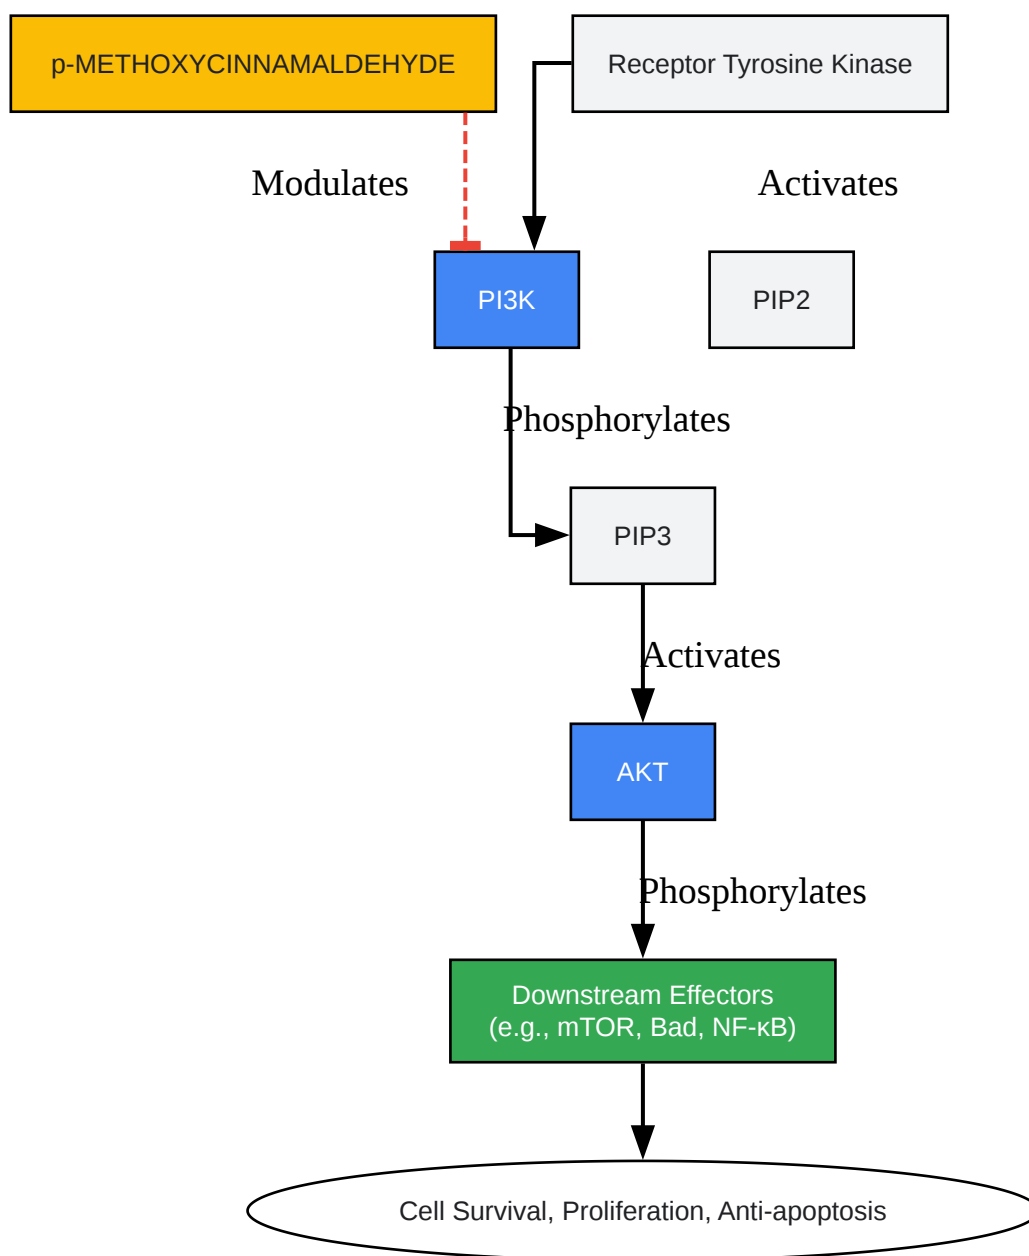 p-METHOXYCINNAMALDEHYDE
Receptor Tyrosine Kinase
Modulates
Activates
PI3K
PIP2
Phosphorylates
PIP3
Activates
AKT
Phosphorylates
Downstream Effectors
(e.g., mTOR, Bad, NF-κB)
Cell Survival, Proliferation, Anti-apoptosis